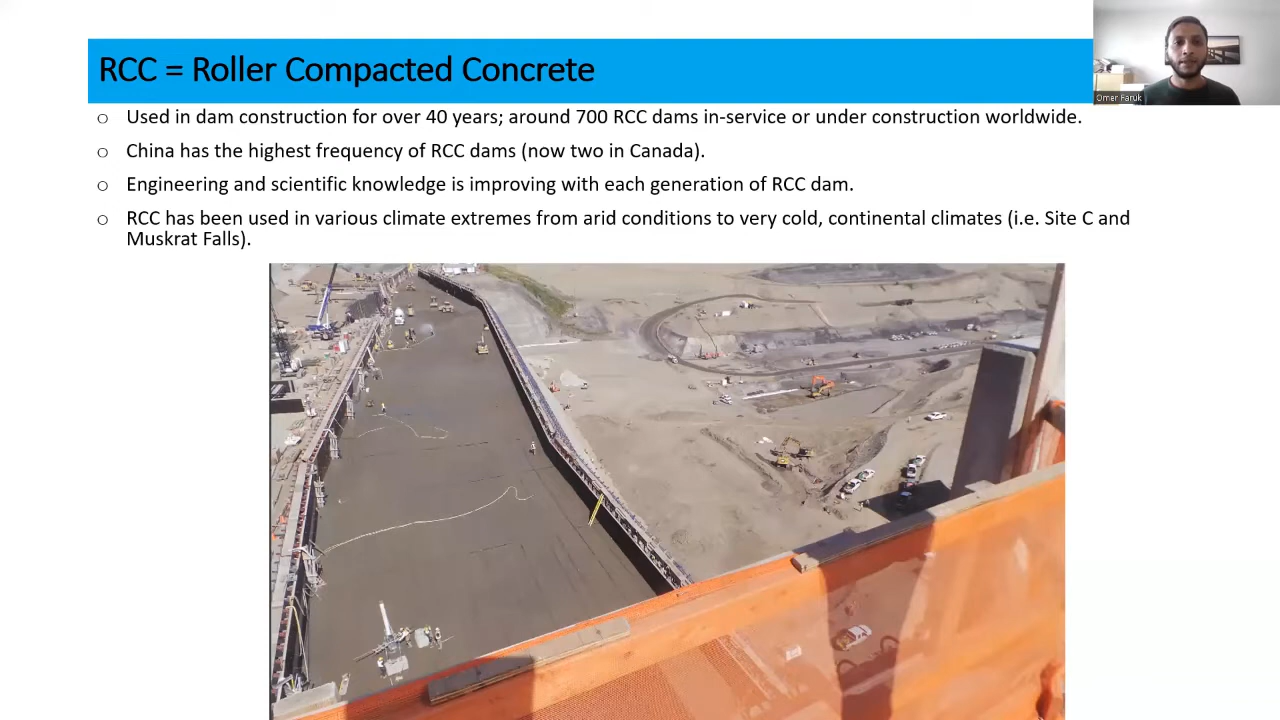 RCC = Roller Compacted Concrete
Omer Faruk
o Used in dam construction for over 40 years; around 700 RCC dams in-service or under construction worldwide.
o China has the highest frequency of RCC dams (now two in Canada).
o Engineering and scientific knowledge is improving with each generation of RCC dam.
o RCC has been used in various climate extremes from arid conditions to very cold, continental climates (i.e. Site C and
Muskrat Falls).